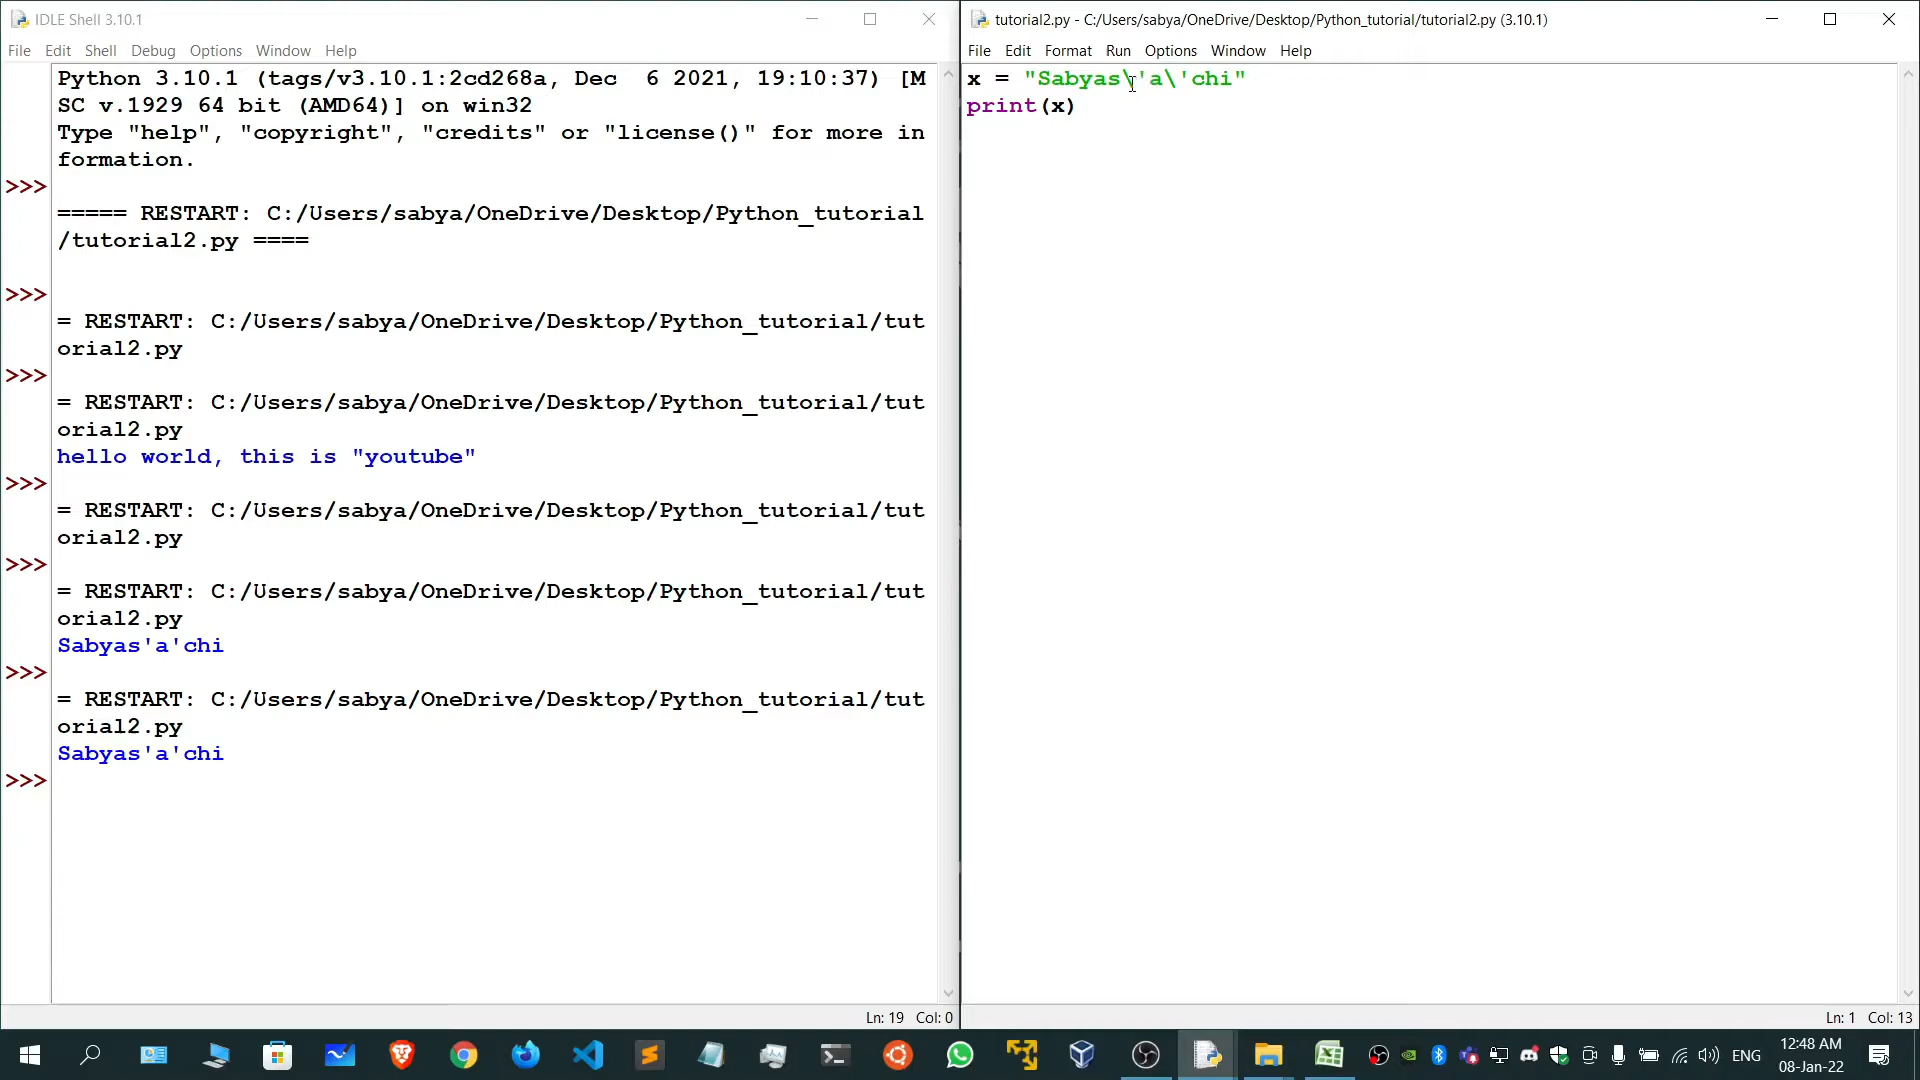 IDLE Shell 3.10.1
File Edit Shell Debug Options Window Help
Python 3.10.1 (tags/v3.10.1:2cd268a, Dec  6 2021, 19:10:37) [M
SC v.1929 64 bit (AMD64)] on win32
Type "help", "copyright", "credits" or "license()" for more in
formation.
>>>
===== RESTART: C:/Users/sabya/OneDrive/Desktop/Python_tutorial
/tutorial2.py ====
>>>
= RESTART: C:/Users/sabya/OneDrive/Desktop/Python_tutorial/tut
orial2.py
>>>
= RESTART: C:/Users/sabya/OneDrive/Desktop/Python_tutorial/tut
orial2.py
hello world, this is "youtube"
>>>
= RESTART: C:/Users/sabya/OneDrive/Desktop/Python_tutorial/tut
orial2.py
>>>
= RESTART: C:/Users/sabya/OneDrive/Desktop/Python_tutorial/tut
orial2.py
Sabyas'a'chi
>>>
= RESTART: C:/Users/sabya/OneDrive/Desktop/Python_tutorial/tut
orial2.py
Sabyas'a'chi
>>>
Ln: 19 Col: 0
tutorial2.py - C:/Users/sabya/OneDrive/Desktop/Python_tutorial/tutorial2.py (3.10.1)
File Edit Format Run Options Window Help
x = "Sabyas\'a\'chi"
print(x)
Ln: 1 Col: 13
ENG
12:48 AM
08-Jan-22